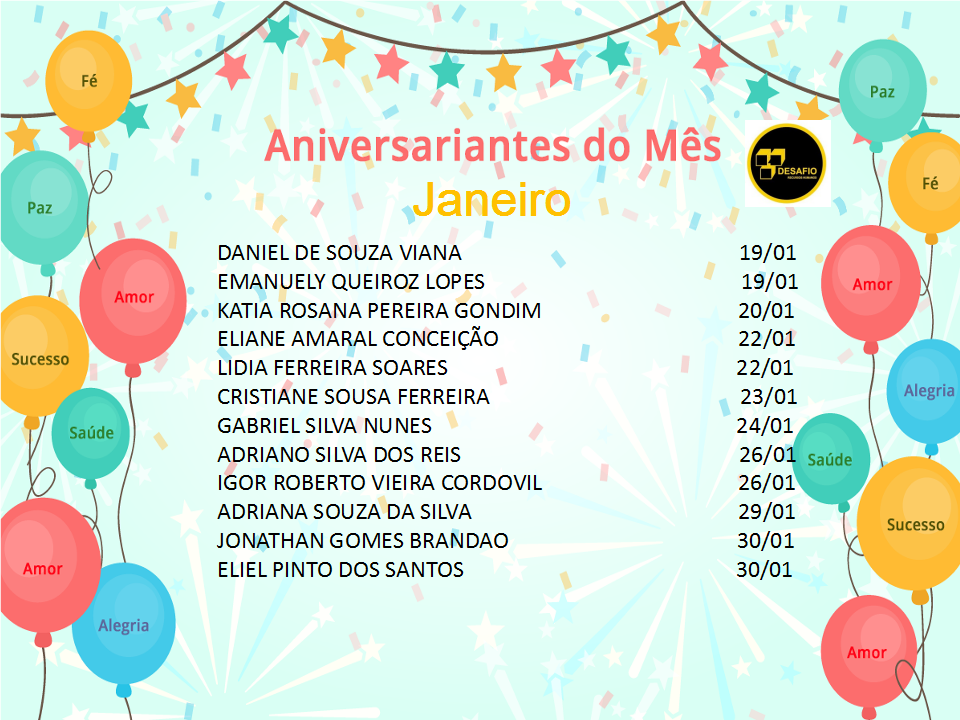 Aniversariantes do Mês
Janeiro
DESAFIO
RECURSOS HUMANOS
DANIEL DE SOUZA VIANA 19/01
EMANUELY QUEIROZ LOPES 19/01
KATIA ROSANA PEREIRA GONDIM 20/01
ELIANE AMARAL CONCEIÇÃO 22/01
LIDIA FERREIRA SOARES 22/01
CRISTIANE SOUSA FERREIRA 23/01
GABRIEL SILVA NUNES 24/01
ADRIANO SILVA DOS REIS 26/01
IGOR ROBERTO VIEIRA CORDOVIL 26/01
ADRIANA SOUZA DA SILVA 29/01
JONATHAN GOMES BRANDAO 30/01
ELIEL PINTO DOS SANTOS 30/01
Fé
Paz
Amor
Sucesso
Saúde
Amor
Alegria
Paz
Fé
Amor
Alegria
Saúde
Sucesso
Amor